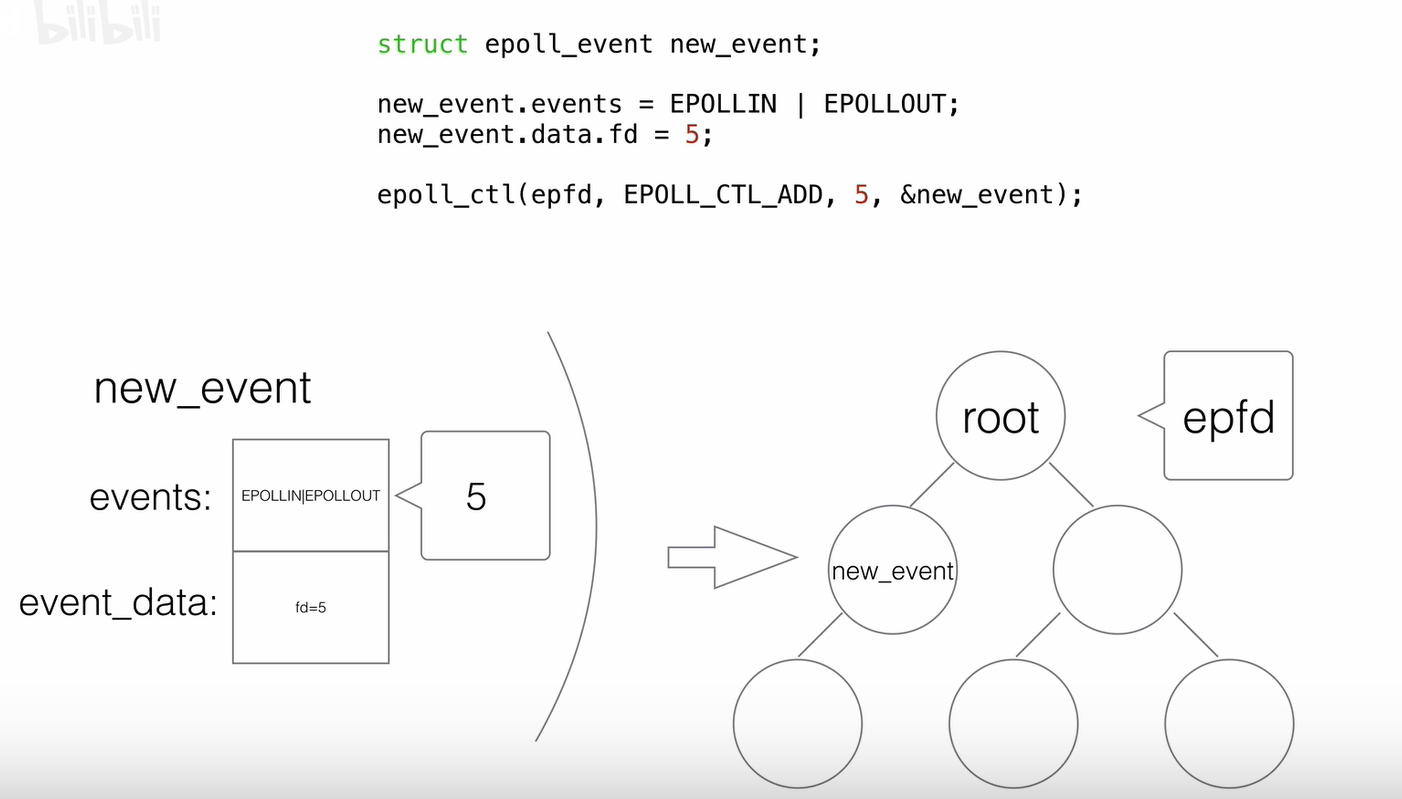 bilibili
struct epoll_event new_event;
new_event.events = EPOLLIN | EPOLLOUT;
new_event.data.fd = 5;
epoll_ctl(epfd, EPOLL_CTL_ADD, 5, &new_event);
new_event
events:
EPOLLIN|EPOLLOUT
5
event_data:
fd=5
root
epfd
new_event